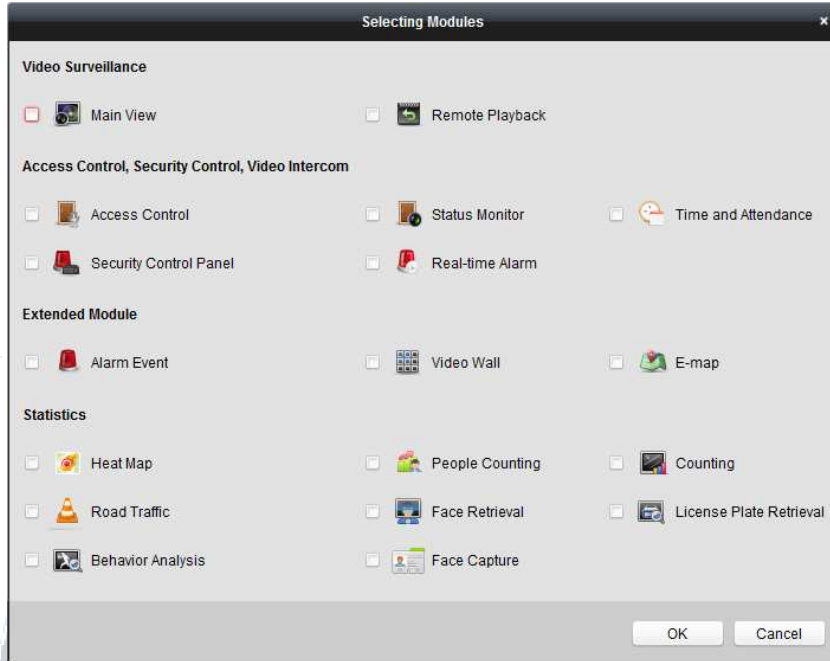 Selecting Modules
Video Surveillance
Main View Remote Playback
Access Control, Security Control, Video Intercom
Access Control Status Monitor Time and Attendance
Security Control Panel Real-time Alarm
Extended Module
Alarm Event Video Wall E-map
Statistics
Heat Map People Counting Counting
Road Traffic Face Retrieval License Plate Retrieval
Behavior Analysis Face Capture
OK Cancel